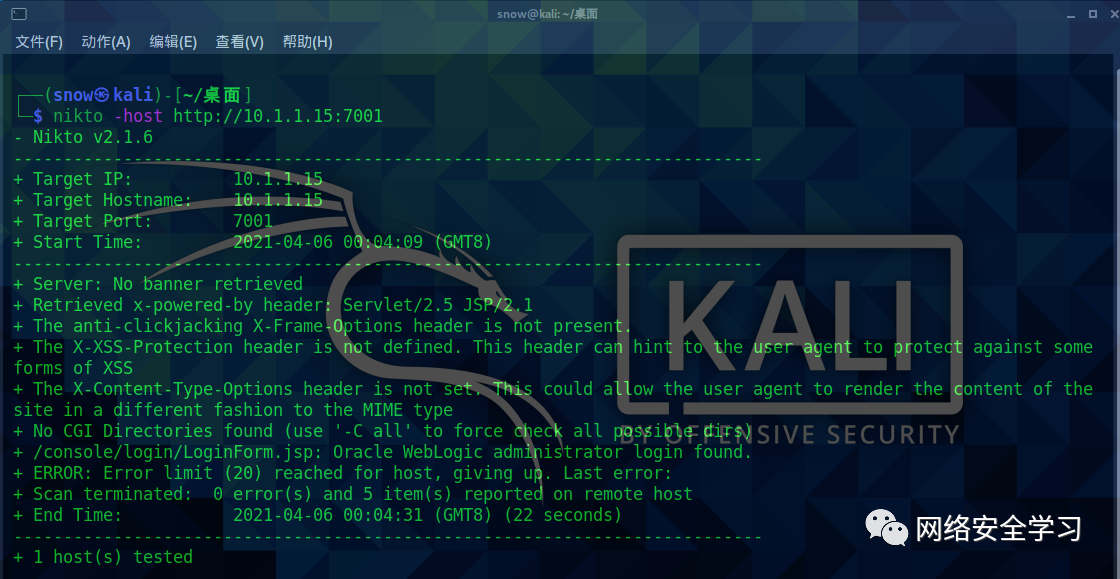 snow@kali: ~/桌面
文件(F) 动作(A) 编辑(E) 查看(V) 帮助(H)
┌──(snow㉿kali)-[~/桌面]
└─$ nikto -host http://10.1.1.15:7001
- Nikto v2.1.6
---------------------------------------------------------------------------
+ Target IP:          10.1.1.15
+ Target Hostname:    10.1.1.15
+ Target Port:        7001
+ Start Time:         2021-04-06 00:04:09 (GMT8)
---------------------------------------------------------------------------
+ Server: No banner retrieved
+ Retrieved x-powered-by header: Servlet/2.5 JSP/2.1
+ The anti-clickjacking X-Frame-Options header is not present.
+ The X-XSS-Protection header is not defined. This header can hint to the user agent to protect against some
forms of XSS
+ The X-Content-Type-Options header is not set. This could allow the user agent to render the content of the
site in a different fashion to the MIME type
+ No CGI Directories found (use '-C all' to force check all possible dirs)
+ /console/login/LoginForm.jsp: Oracle WebLogic administrator login found.
+ ERROR: Error limit (20) reached for host, giving up. Last error:
+ Scan terminated:  0 error(s) and 5 item(s) reported on remote host
+ End Time:           2021-04-06 00:04:31 (GMT8) (22 seconds)
---------------------------------------------------------------------------
+ 1 host(s) tested
KALI
BY OFFENSIVE SECURITY
网络安全学习